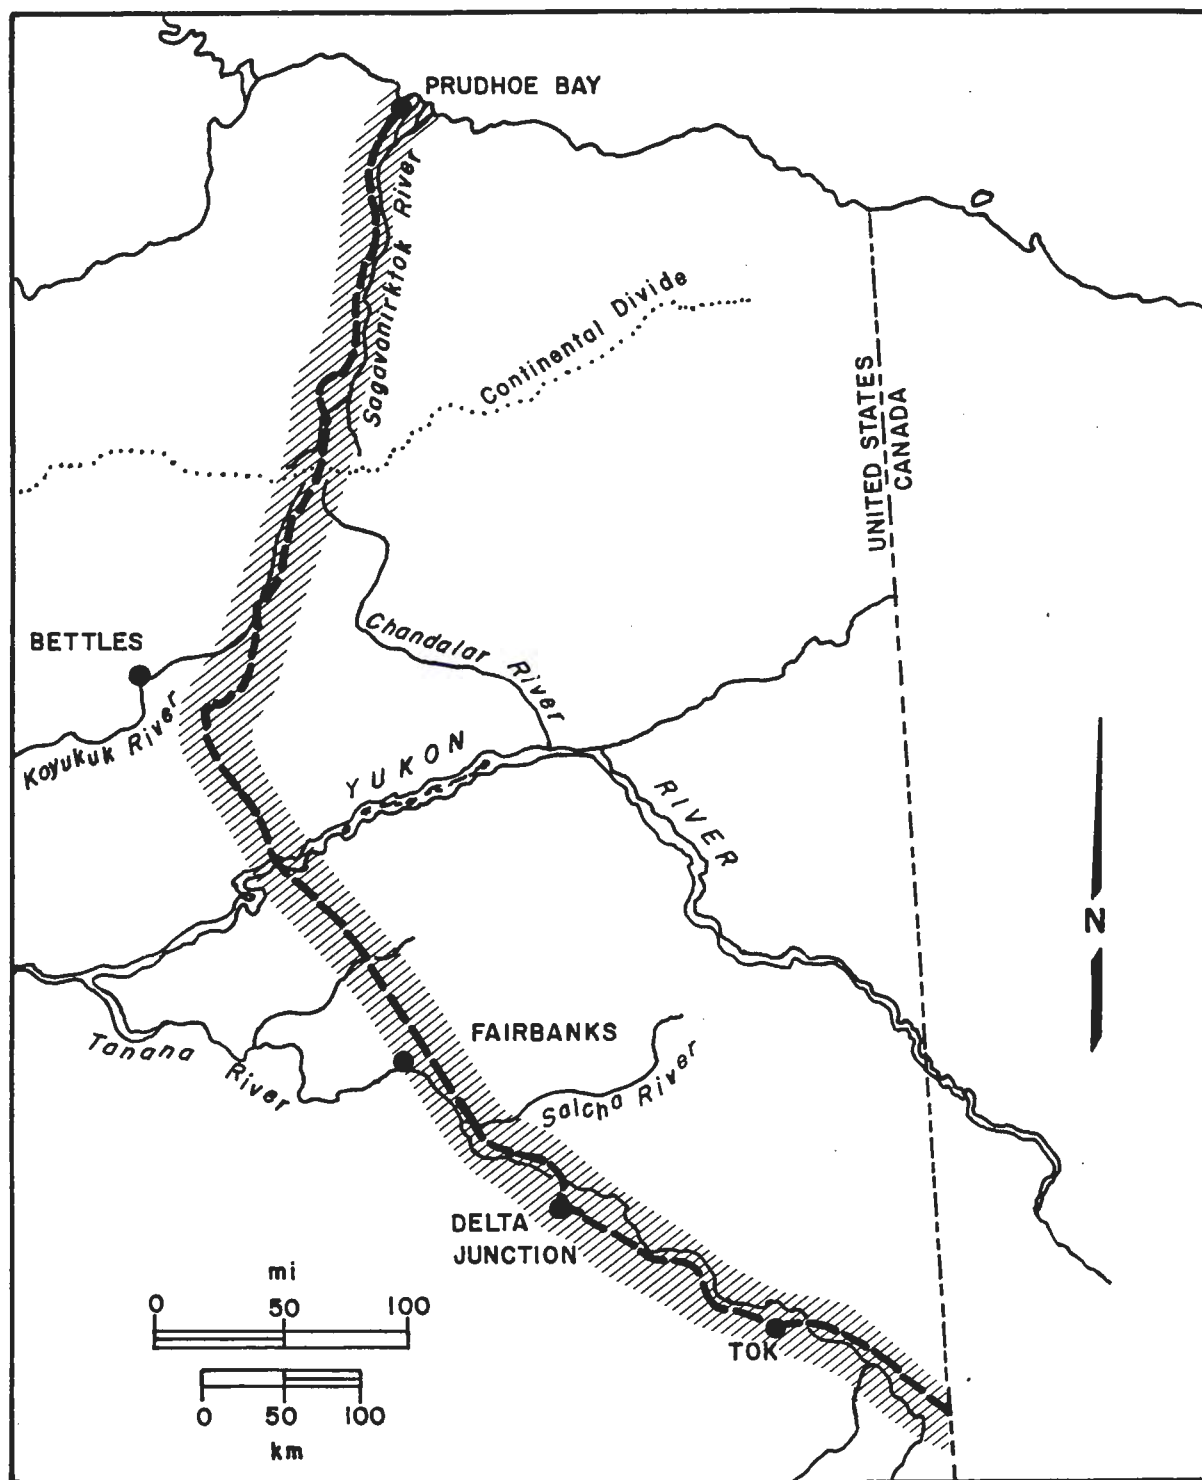 PRUDHOE BAY
Sagavanirktok River
Continental Divide
UNITED STATES
CANADA
BETTLES
Chandalar River
Koyukuk River
YUKON RIVER
N
FAIRBANKS
Tanana River
Salcha River
DELTA
JUNCTION
TOK
mi
0 50 100
0 50 100
km